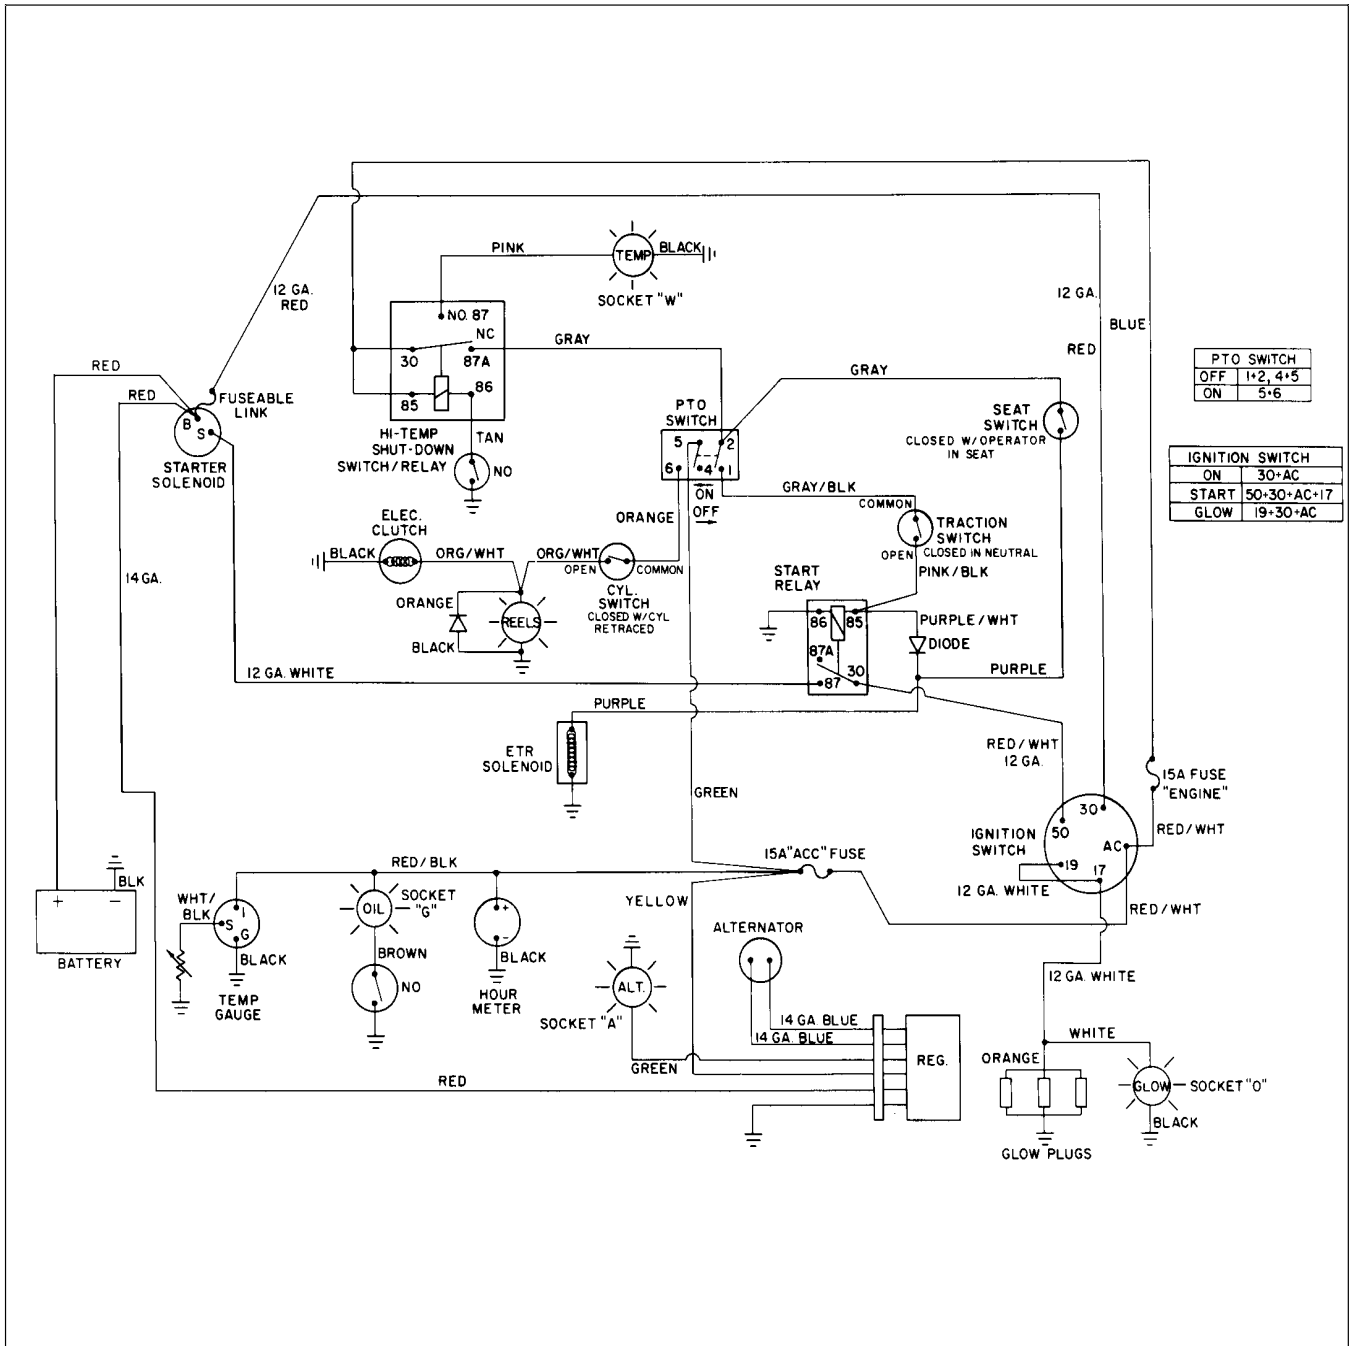 PINK
TEMP
BLACK
SOCKET "W"
12 GA.
RED
NO. 87
NC
30
87A
86
85
GRAY
HI-TEMP
SHUT-DOWN
SWITCH/RELAY
TAN
NO
12 GA.
RED
BLUE
PTO SWITCH
OFF 1+2, 4+5
ON 5+6
IGNITION SWITCH
ON 30+AC
START 50+30+AC+17
GLOW 19+30+AC
RED
RED
FUSEABLE
LINK
B
S
STARTER
SOLENOID
14 GA.
GRAY
PTO
SWITCH
5
2
6
4
1
ON
OFF
SEAT
SWITCH
CLOSED W/OPERATOR
IN SEAT
GRAY/BLK
COMMON
TRACTION
SWITCH
OPEN
CLOSED IN NEUTRAL
PINK/BLK
ORANGE
ELEC.
CLUTCH
BLACK
ORG/WHT
ORG/WHT
OPEN
COMMON
CYL.
SWITCH
CLOSED W/CYL
RETRACED
ORANGE
BLACK
REELS
START
RELAY
86
85
87A
30
87
PURPLE/WHT
DIODE
PURPLE
12 GA. WHITE
PURPLE
ETR
SOLENOID
GREEN
RED/WHT
12 GA.
15A FUSE
"ENGINE"
RED/WHT
IGNITION
SWITCH
30
50
AC
19
17
12 GA. WHITE
RED/WHT
12 GA. WHITE
RED/BLK
15A "ACC" FUSE
YELLOW
BLK
+
-
BATTERY
WHT/
BLK
I
S
G
BLACK
TEMP
GAUGE
OIL
SOCKET
"G"
BROWN
NO
+
-
BLACK
HOUR
METER
ALTERNATOR
ALT.
SOCKET "A"
14 GA. BLUE
14 GA. BLUE
GREEN
RED
REG.
WHITE
ORANGE
GLOW
SOCKET "O"
BLACK
GLOW PLUGS